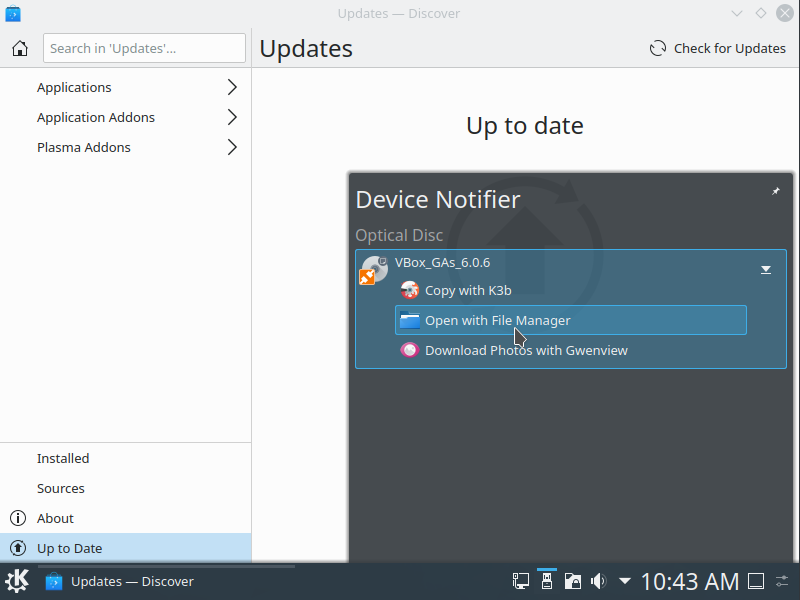 Updates — Discover
Search in 'Updates'...
Updates
Check for Updates
Applications
Application Addons
Plasma Addons
Up to date
Device Notifier
Optical Disc
VBox_GAs_6.0.6
Copy with K3b
Open with File Manager
Download Photos with Gwenview
Installed
Sources
About
Up to Date
Updates — Discover
10:43 AM